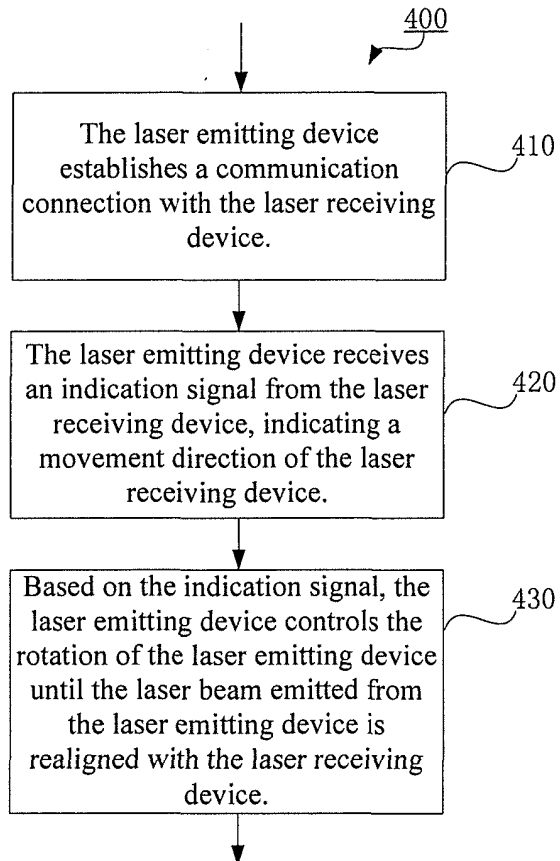 400
The laser emitting device
establishes a communication
connection with the laser receiving
device.
410
The laser emitting device receives
an indication signal from the laser
receiving device, indicating a
movement direction of the laser
receiving device.
420
Based on the indication signal, the
laser emitting device controls the
rotation of the laser emitting device
until the laser beam emitted from
the laser emitting device is
realigned with the laser receiving
device.
430